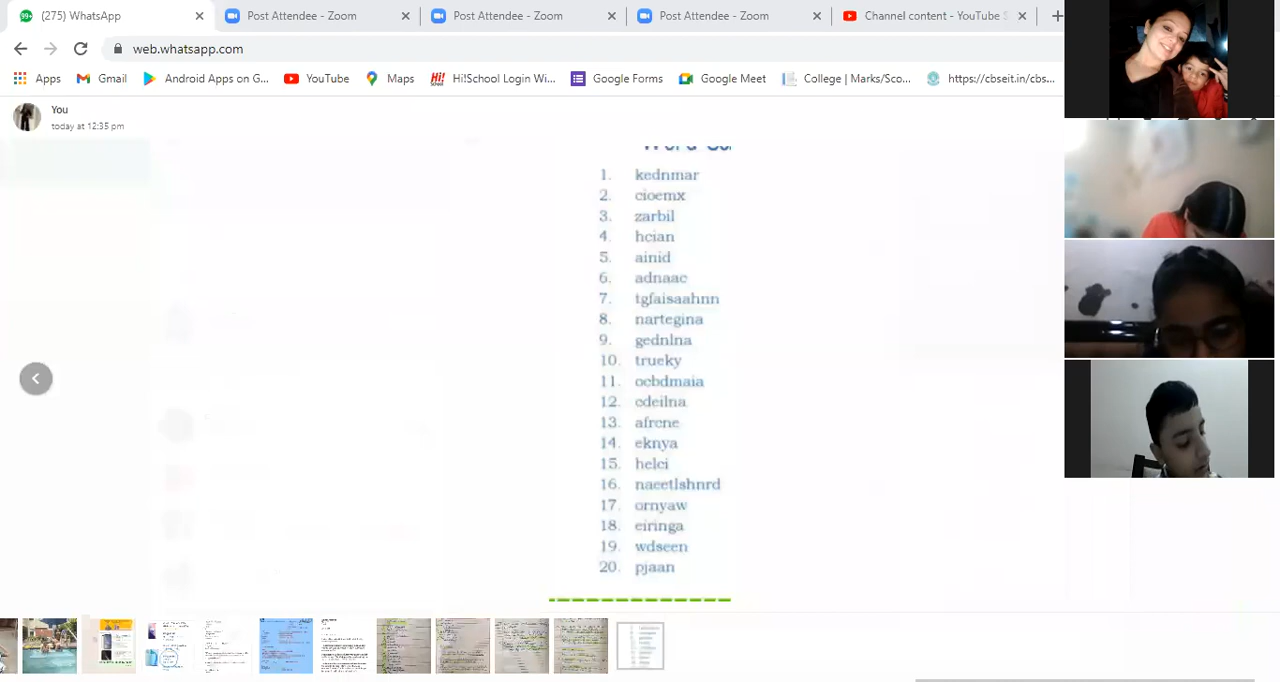 (275) WhatsApp
Post Attendee - Zoom
Post Attendee - Zoom
Post Attendee - Zoom
Channel content - YouTube S
web.whatsapp.com
Apps
Gmail
Android Apps on G...
YouTube
Maps
Hi! Hi!School Login Wi...
Google Forms
Google Meet
College | Marks/Sco...
https://cbseit.in/cbs...
You
today at 12:35 pm
1. kednmar
2. cioemx
3. zarbil
4. hcian
5. ainid
6. adnaac
7. tgfaisaahnn
8. nartegina
9. gednlna
10. trueky
11. ocbdmaia
12. cdeilna
13. afrcne
14. eknya
15. helci
16. naeetlshnrd
17. ornyaw
18. eiringa
19. wdseen
20. pjaan